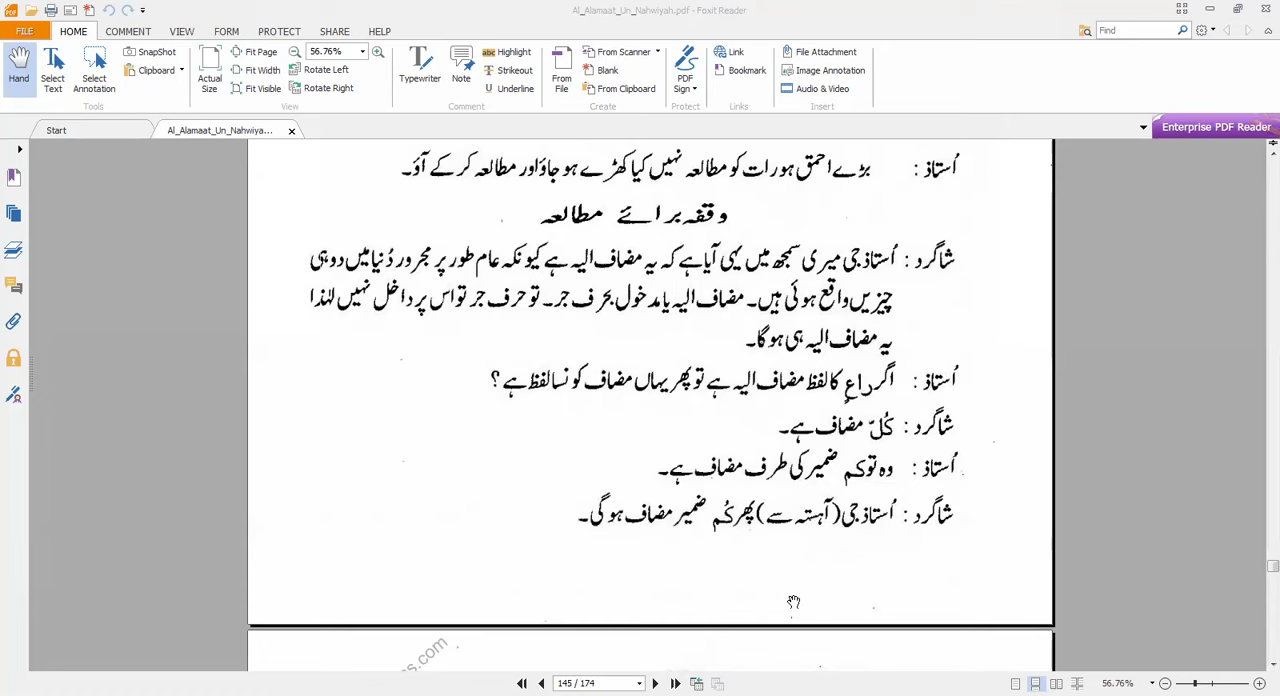 Al_Alamaat_Un_Nahwiyah.pdf - Foxit Reader
FILE HOME COMMENT VIEW FORM PROTECT SHARE HELP
Find
Hand
Select Text
Select Annotation
SnapShot
Clipboard
Tools
Actual Size
Fit Page
Fit Width
Fit Visible
56.76%
Rotate Left
Rotate Right
View
Typewriter
Note
Highlight
Strikeout
Underline
Comment
From File
From Scanner
Blank
From Clipboard
Create
PDF Sign
Protect
Link
Bookmark
Links
File Attachment
Image Annotation
Audio & Video
Insert
Start
Al_Alamaat_Un_Nahwiya...
Enterprise PDF Reader
اُستاذ : بڑے احمق ہو رات کو مطالعہ نہیں کیا کھڑے ہو جاؤ اور مطالعہ کر کے آؤ۔
وقفہ برائے مطالعہ
شاگرد : اُستاذ جی میری سمجھ میں یہی آیا ہے کہ یہ مضاف الیہ ہے کیونکہ عام طور پر مجرور دُنیا میں دو ہی
چیزیں واقع ہوئی ہیں۔ مضاف الیہ یا مدخول بحرف جر۔ تو حرف جر تو اس پر داخل نہیں لہٰذا
یہ مضاف الیہ ہی ہو گا۔
اُستاذ : اگر داعٍ کا لفظ مضاف الیہ ہے تو پھر یہاں مضاف کونسا لفظ ہے ؟
شاگرد : کُلّ مضاف ہے۔
اُستاذ : وہ تو کم ضمیر کی طرف مضاف ہے۔
شاگرد : اُستاذ جی (آہستہ سے) پھر کُم ضمیر مضاف ہو گی۔
s.com
145 / 174
56.76%